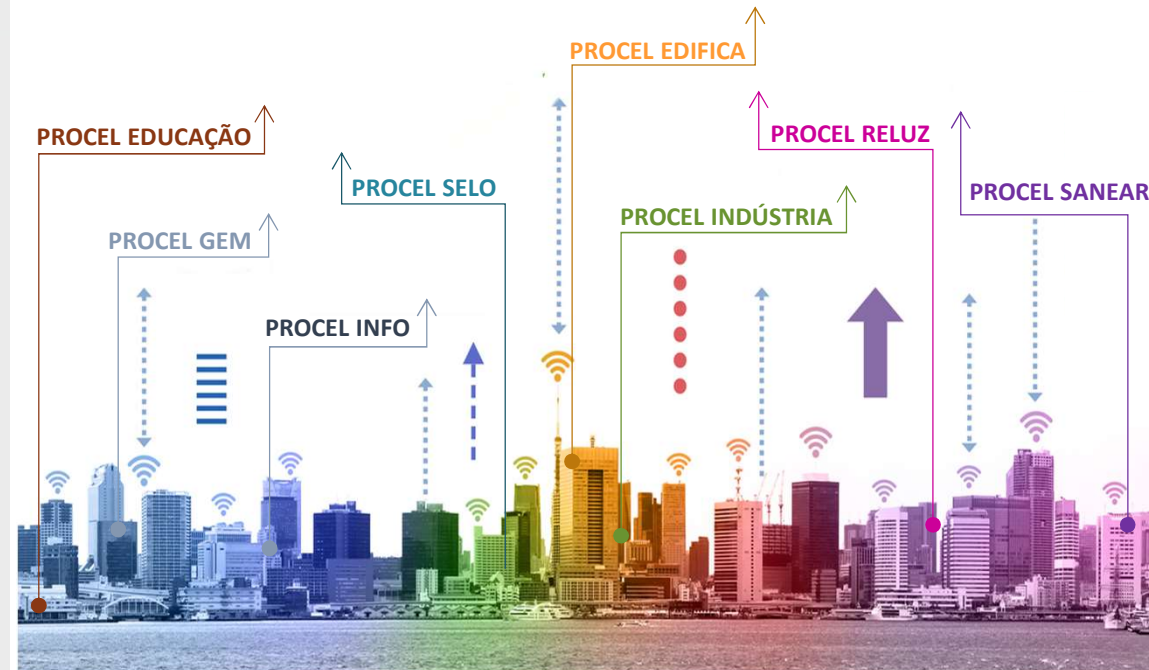 PROCEL EDIFICA
PROCEL EDUCAÇÃO
PROCEL RELUZ
PROCEL SELO
PROCEL SANEAR
PROCEL INDÚSTRIA
PROCEL GEM
PROCEL INFO